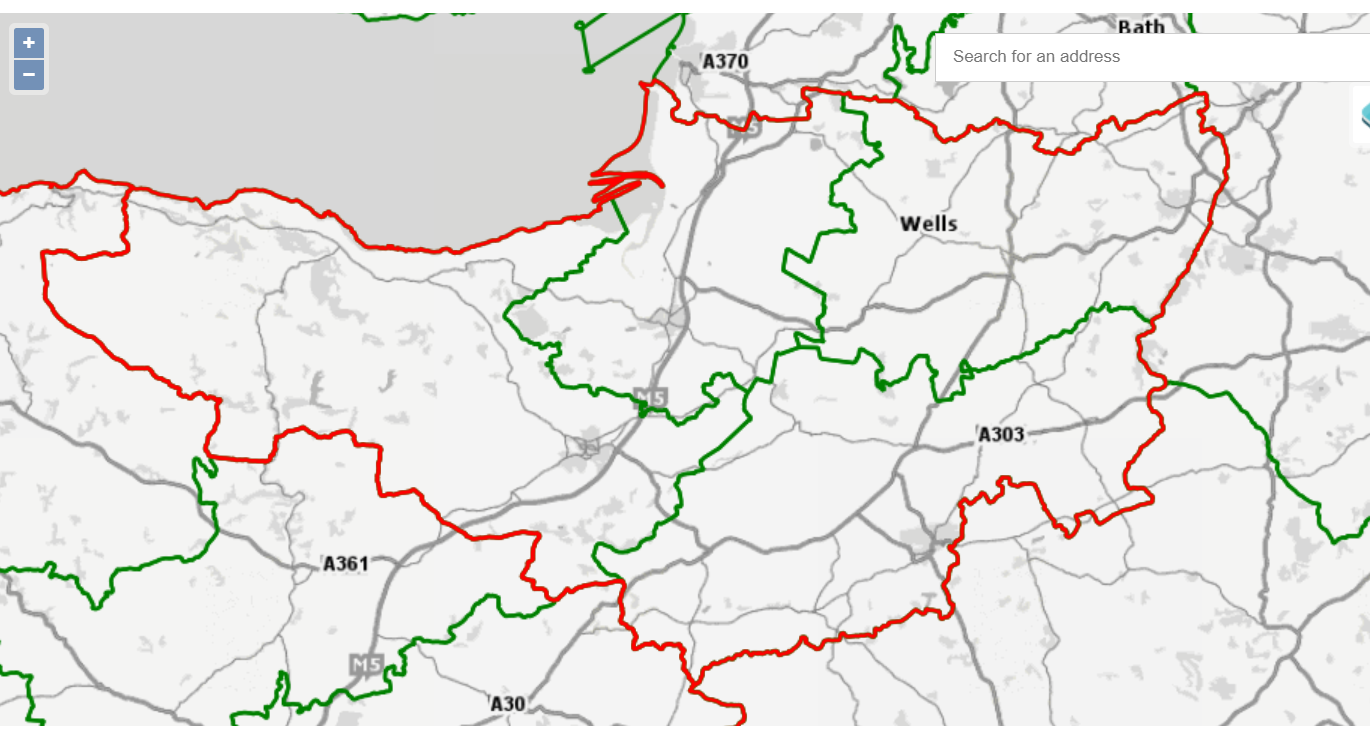 +
−
Bath
Search for an address
A370
M5
Wells
M5
A303
A361
M5
A30